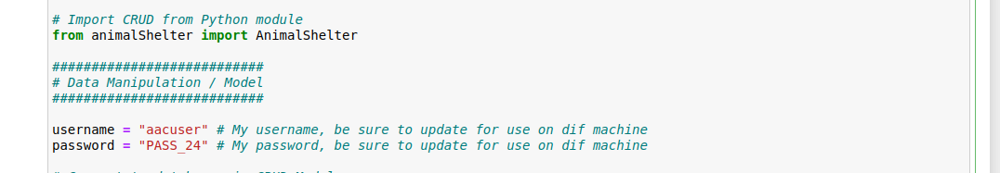 # Import CRUD from Python module
from animalShelter import AnimalShelter
###########################
# Data Manipulation / Model
###########################
username = "aacuser" # My username, be sure to update for use on dif machine
password = "PASS_24" # My password, be sure to update for use on dif machine